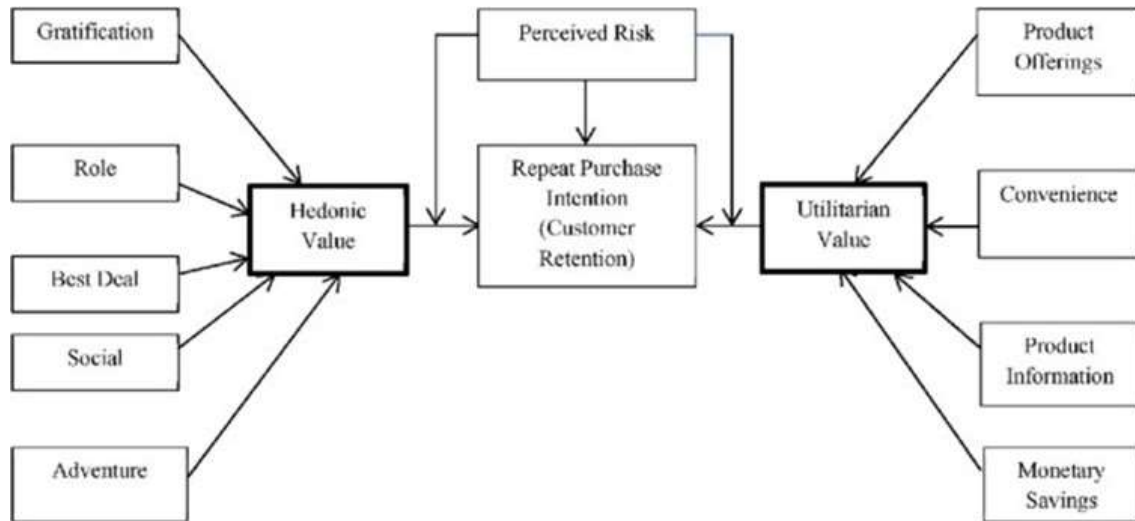 Gratification
Role
Best Deal
Social
Adventure
Hedonic
Value
Perceived Risk
Repeat Purchase
Intention
(Customer
Retention)
Utilitarian
Value
Product
Offerings
Convenience
Product
Information
Monetary
Savings